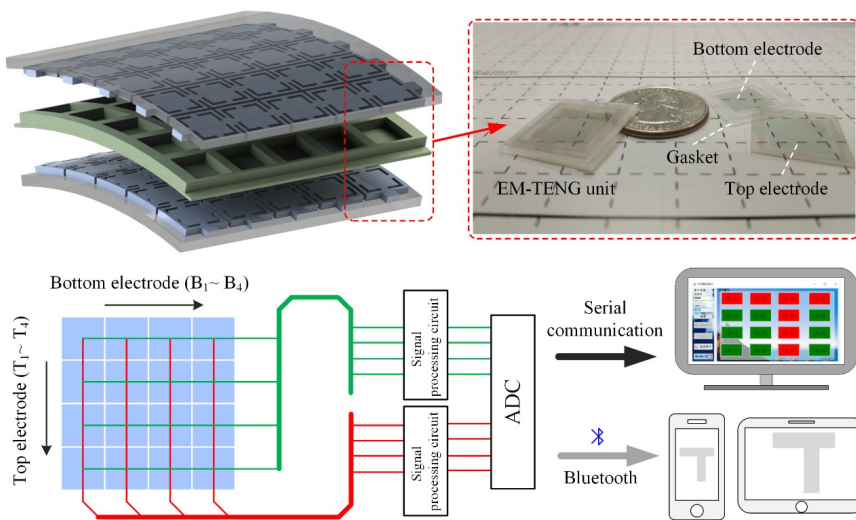 Bottom electrode
Gasket
EM-TENG unit
Top electrode
Bottom electrode (B₁~ B₄)
Top electrode (T₁~ T₄)
Signal
processing circuit
Signal
processing circuit
ADC
Serial
communication
Bluetooth